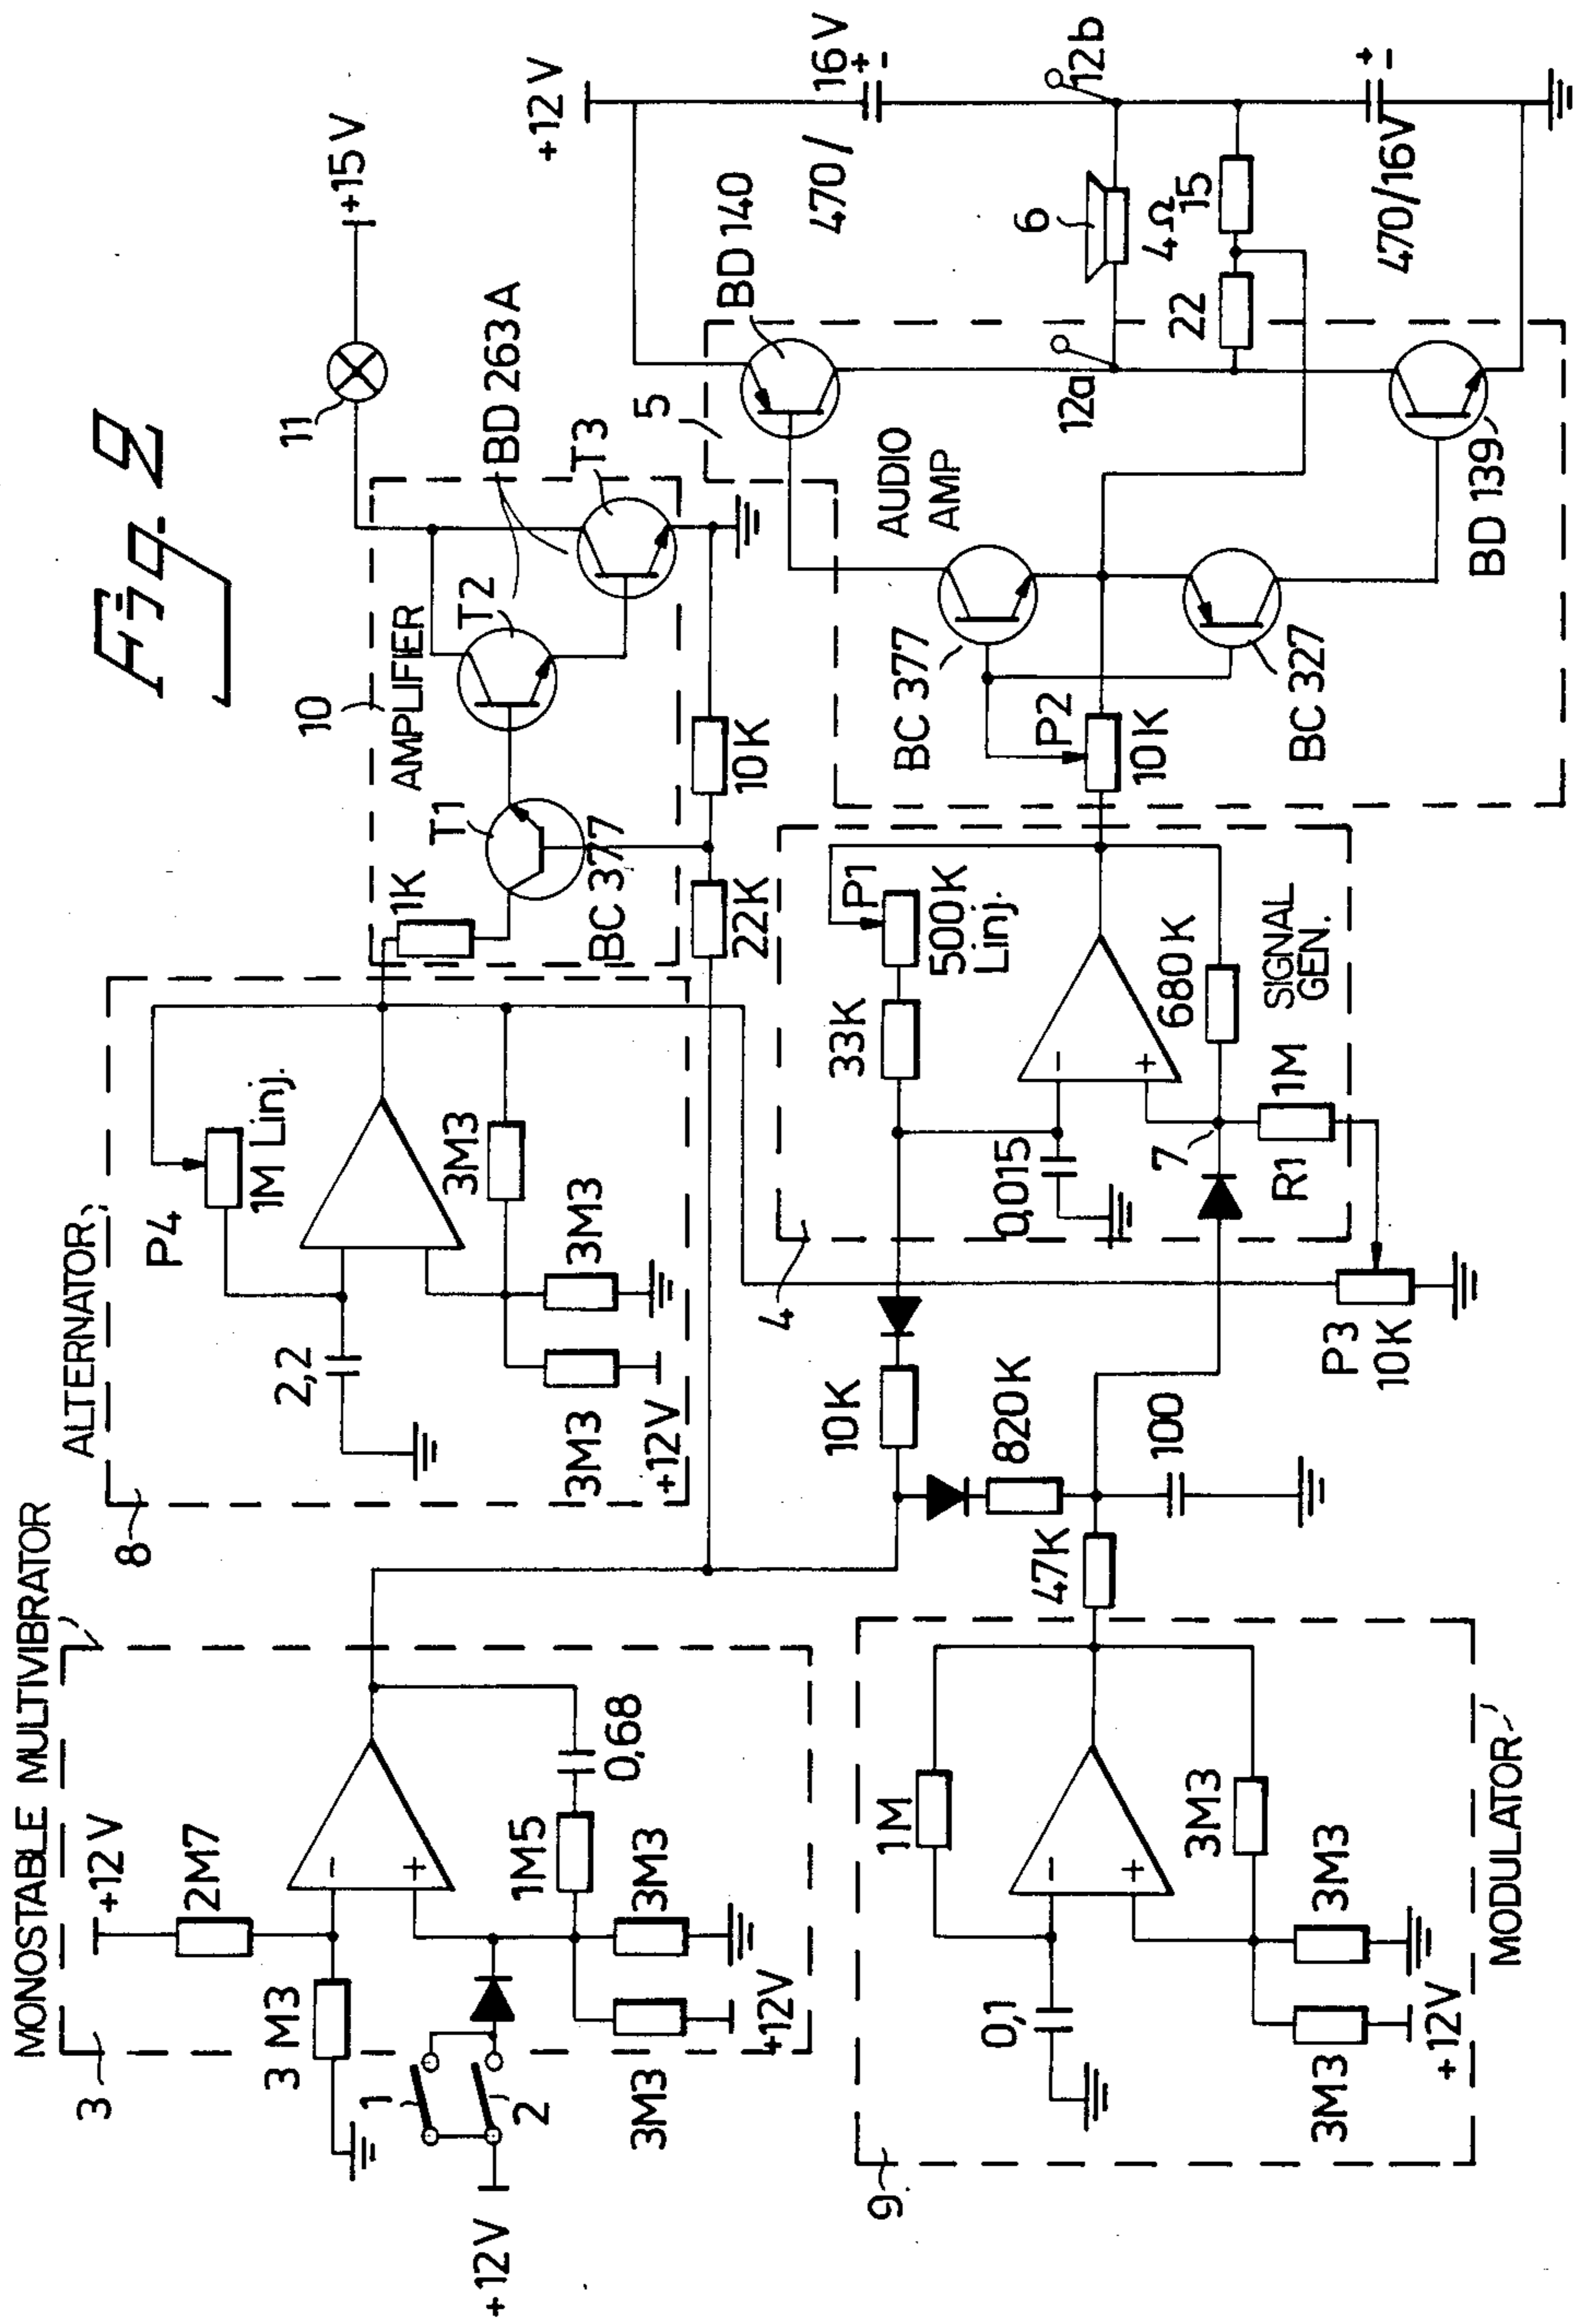 Fig. 2
MONOSTABLE MULTIVIBRATOR
3
+12V
2M7
3 M3
-
+
1
2
+12V
1M5
0,68
3M3
3M3
+12V
ALTERNATOR
8
P4
1M Linj.
2,2
3M3
3M3
3M3
+12V
10
AMPLIFIER
1K
T1
BC 377
T2
T3
BD 263A
11
+15V
22K
10K
MODULATOR
9
1M
-
+
0,1
3M3
3M3
3M3
+12V
47K
820K
100
10K
4
SIGNAL
GEN.
33K
P1
500K
Linj.
0,015
-
+
680K
7
R1
1M
P3
10K
5
AUDIO
AMP
P2
10K
BC 377
BC 327
BD 140
BD 139
12a
12b
6
4Ω
22
15
+12 V
470/
16V
+
-
470/16V
+
-